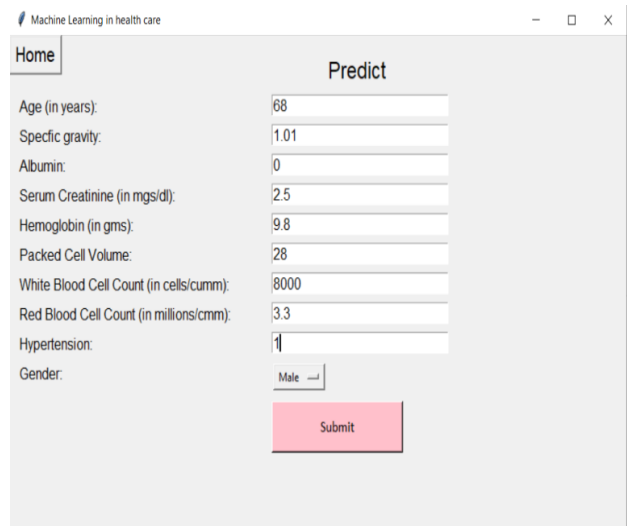 Machine Learning in health care
Home
Predict
Age (in years): 68
Specfic gravity: 1.01
Albumin: 0
Serum Creatinine (in mgs/dl): 2.5
Hemoglobin (in gms): 9.8
Packed Cell Volume: 28
White Blood Cell Count (in cells/cumm): 8000
Red Blood Cell Count (in millions/cmm): 3.3
Hypertension: 1
Gender: Male
Submit